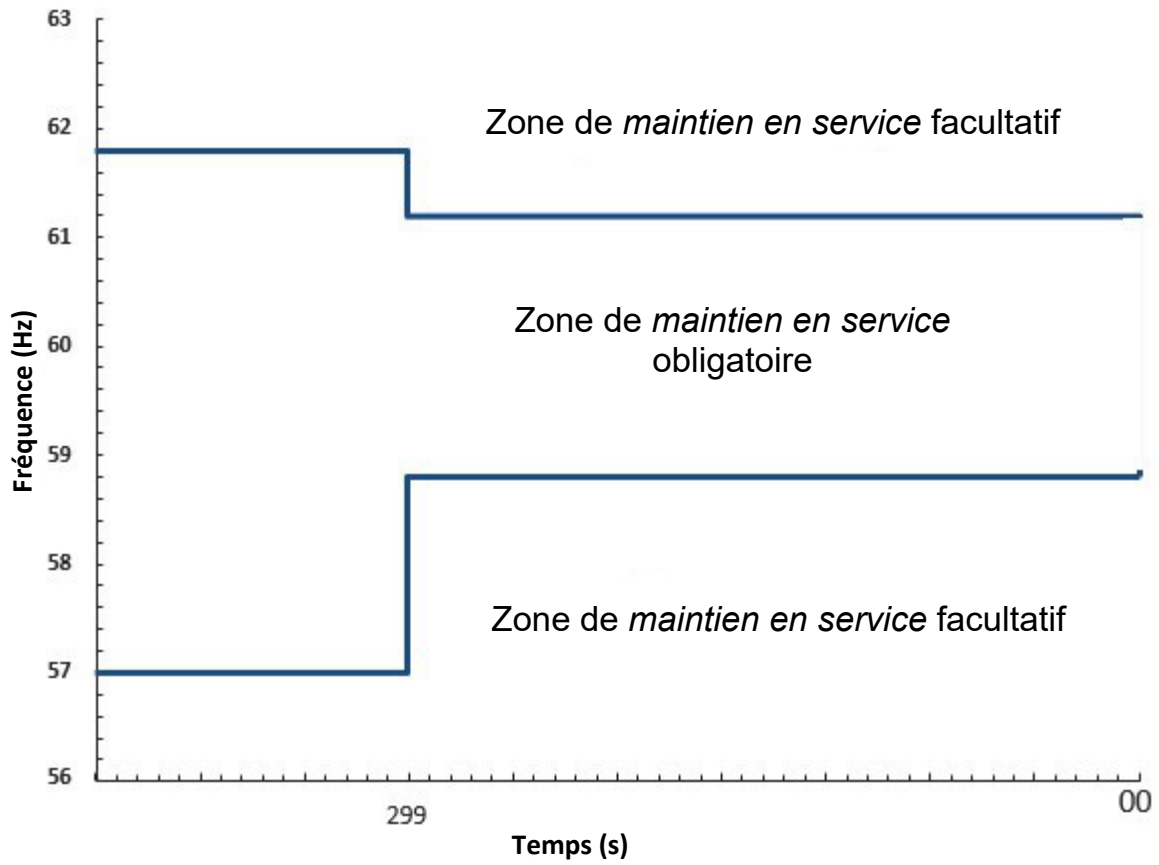 63
Zone de maintien en service facultatif
62
61
Zone de maintien en service
obligatoire
60
Fréquence (Hz)
59
58
Zone de maintien en service facultatif
57
56
299
00
Temps (s)